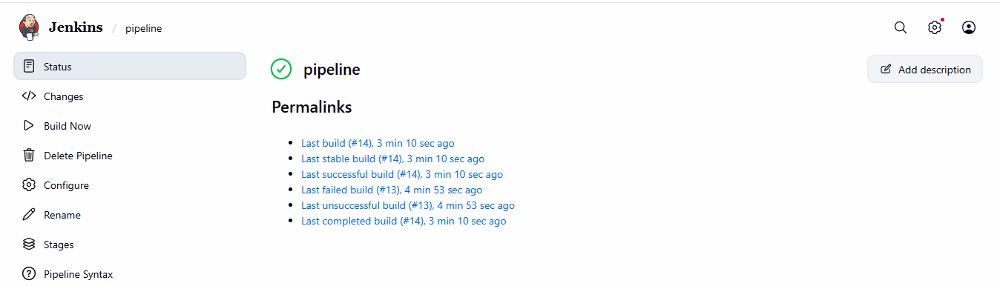 Jenkins / pipeline
Status
Changes
Build Now
Delete Pipeline
Configure
Rename
Stages
Pipeline Syntax
pipeline
Add description
Permalinks
Last build (#14), 3 min 10 sec ago
Last stable build (#14), 3 min 10 sec ago
Last successful build (#14), 3 min 10 sec ago
Last failed build (#13), 4 min 53 sec ago
Last unsuccessful build (#13), 4 min 53 sec ago
Last completed build (#14), 3 min 10 sec ago